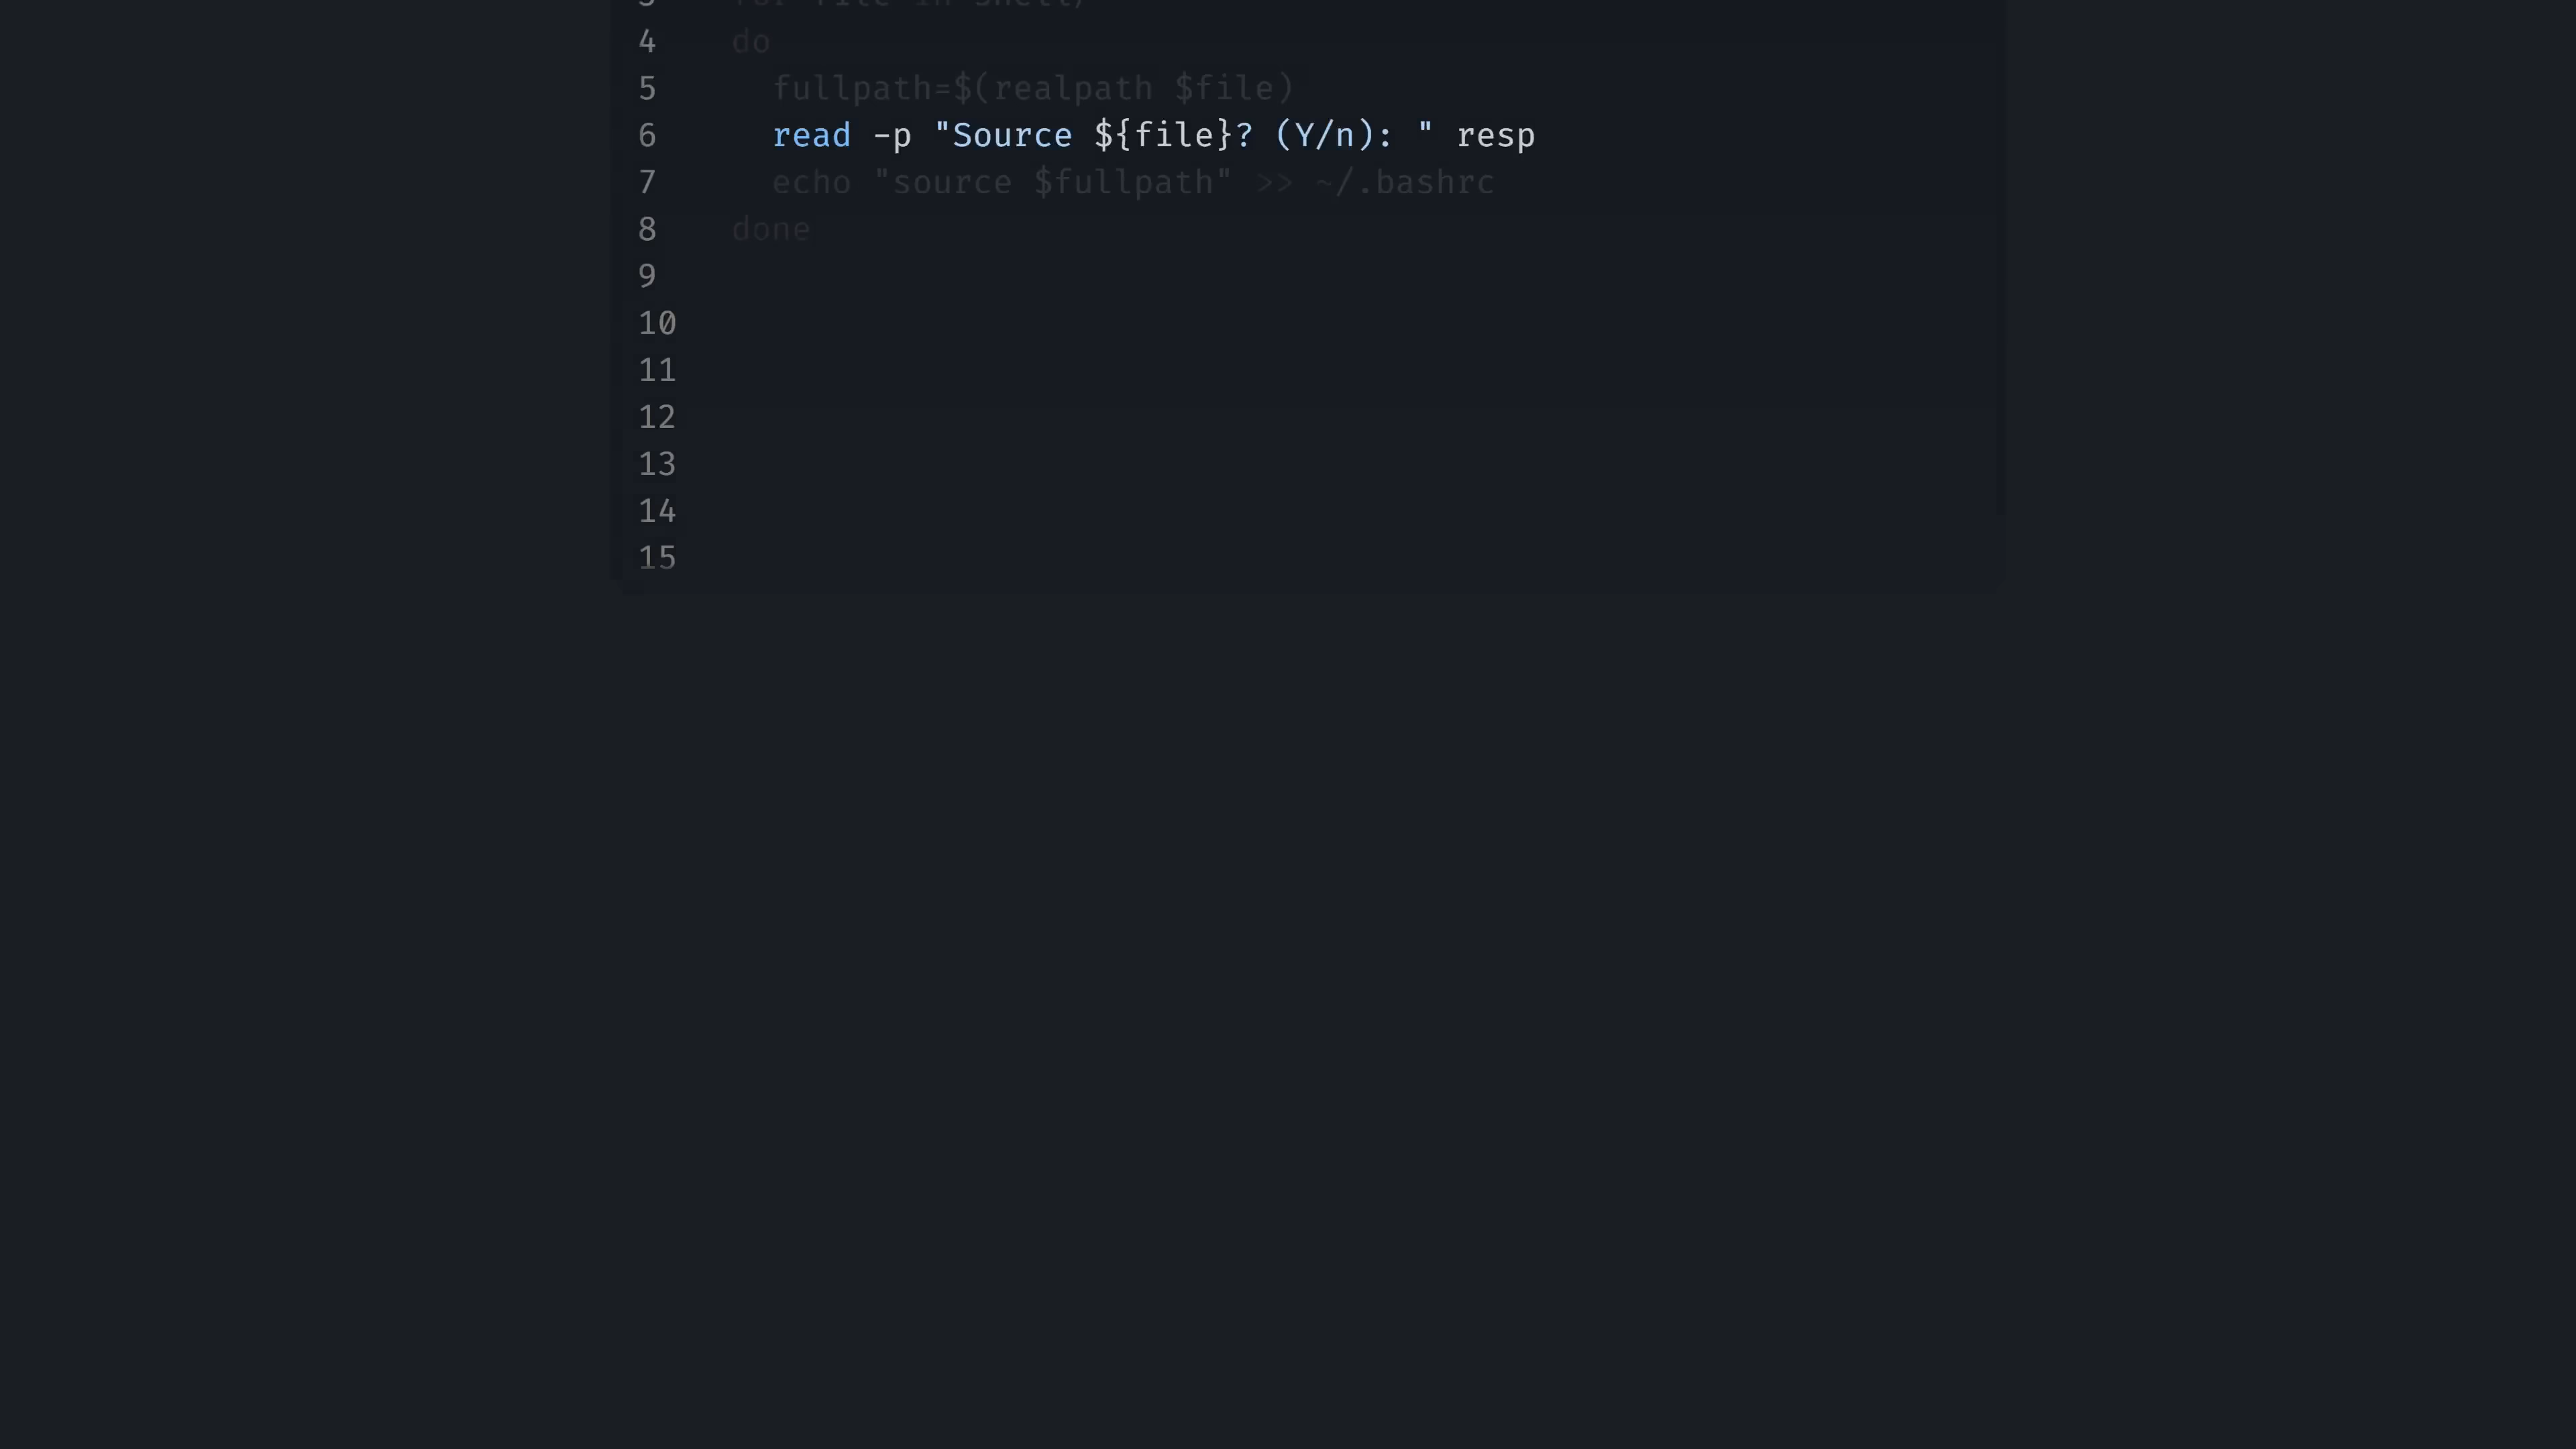 4 do
5 fullpath=$(realpath $file)
6 read -p "Source ${file}? (Y/n): " resp
7 echo "source $fullpath" >> ~/.bashrc
8 done
9
10
11
12
13
14
15